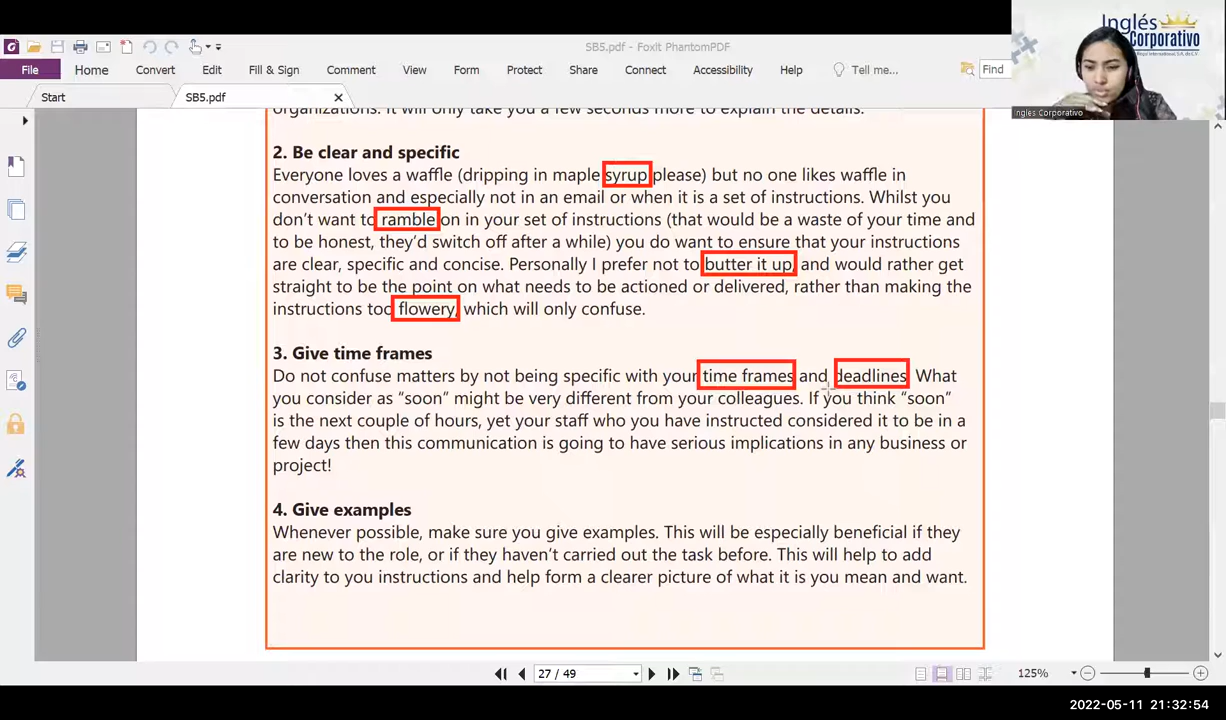 Inglés
Corporativo
Royal International, S.A. de C.V.
Inglés Corporativo
SB5.pdf - Foxit PhantomPDF
File Home Convert Edit Fill & Sign Comment View Form Protect Share Connect Accessibility Help Tell me... Find
Start SB5.pdf
organizations. It will only take you a few seconds more to explain the details.
2. Be clear and specific
Everyone loves a waffle (dripping in maple syrup please) but no one likes waffle in
conversation and especially not in an email or when it is a set of instructions. Whilst you
don't want to ramble on in your set of instructions (that would be a waste of your time and
to be honest, they'd switch off after a while) you do want to ensure that your instructions
are clear, specific and concise. Personally I prefer not to butter it up, and would rather get
straight to be the point on what needs to be actioned or delivered, rather than making the
instructions too flowery, which will only confuse.
3. Give time frames
Do not confuse matters by not being specific with your time frames and deadlines. What
you consider as “soon” might be very different from your colleagues. If you think “soon”
is the next couple of hours, yet your staff who you have instructed considered it to be in a
few days then this communication is going to have serious implications in any business or
project!
4. Give examples
Whenever possible, make sure you give examples. This will be especially beneficial if they
are new to the role, or if they haven't carried out the task before. This will help to add
clarity to you instructions and help form a clearer picture of what it is you mean and want.
27 / 49
125%
2022-05-11 21:32:54